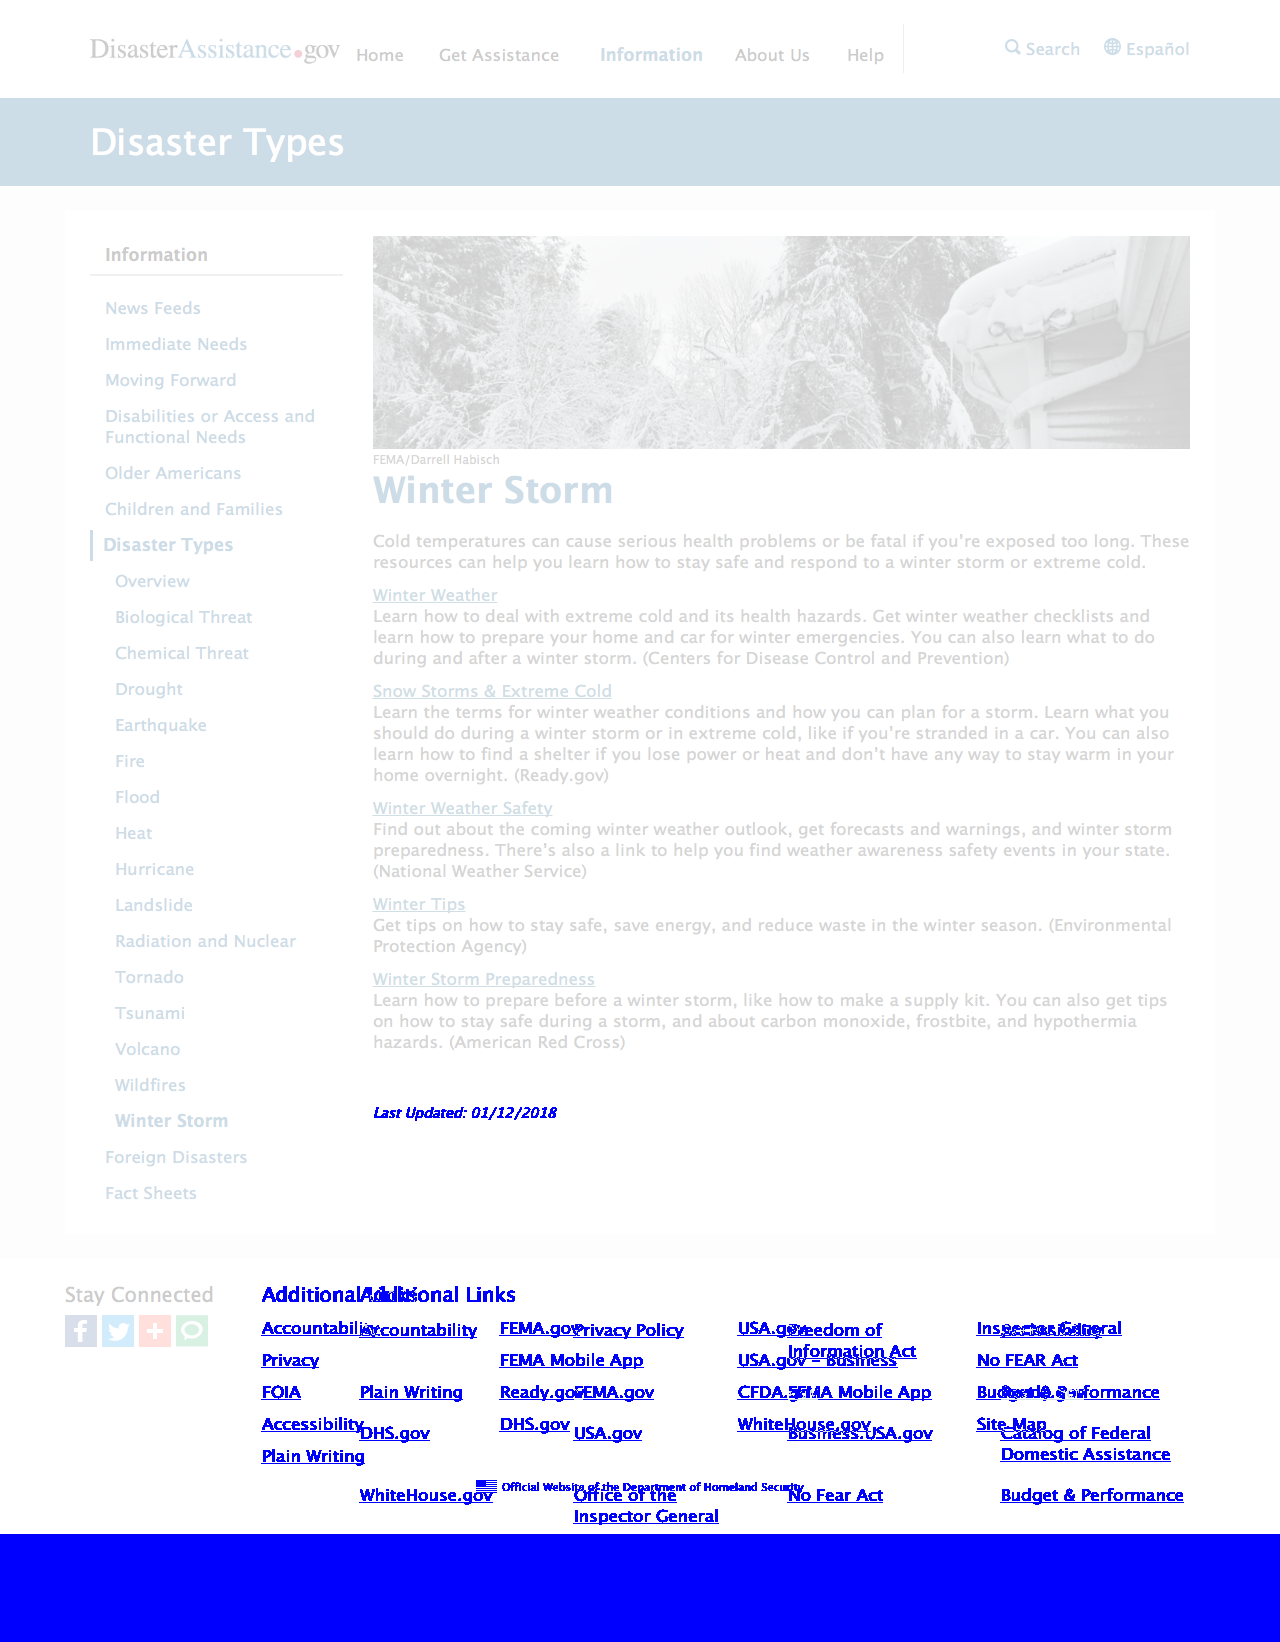 DisasterAssistance.gov
Home
Get Assistance
Information
About Us
Help
Search
Español
Disaster Types
Information
News Feeds
Immediate Needs
Moving Forward
Disabilities or Access and
Functional Needs
Older Americans
Children and Families
Disaster Types
Overview
Biological Threat
Chemical Threat
Drought
Earthquake
Fire
Flood
Heat
Hurricane
Landslide
Radiation and Nuclear
Tornado
Tsunami
Volcano
Wildfires
Winter Storm
Foreign Disasters
Fact Sheets
FEMA/Darrell Habisch
Winter Storm
Cold temperatures can cause serious health problems or be fatal if you're exposed too long. These
resources can help you learn how to stay safe and respond to a winter storm or extreme cold.
Winter Weather
Learn how to deal with extreme cold and its health hazards. Get winter weather checklists and
learn how to prepare your home and car for winter emergencies. You can also learn what to do
during and after a winter storm. (Centers for Disease Control and Prevention)
Snow Storms & Extreme Cold
Learn the terms for winter weather conditions and how you can plan for a storm. Learn what you
should do during a winter storm or in extreme cold, like if you're stranded in a car. You can also
learn how to find a shelter if you lose power or heat and don't have any way to stay warm in your
home overnight. (Ready.gov)
Winter Weather Safety
Find out about the coming winter weather outlook, get forecasts and warnings, and winter storm
preparedness. There's also a link to help you find weather awareness safety events in your state.
(National Weather Service)
Winter Tips
Get tips on how to stay safe, save energy, and reduce waste in the winter season. (Environmental
Protection Agency)
Winter Storm Preparedness
Learn how to prepare before a winter storm, like how to make a supply kit. You can also get tips
on how to stay safe during a storm, and about carbon monoxide, frostbite, and hypothermia
hazards. (American Red Cross)
Last Updated: 01/12/2018
Stay Connected
Additional Links
Additional Links
Accountability
Accountability
FEMA.gov
Privacy Policy
USA.gov
Freedom of
Information Act
Inspector General
Privacy
FEMA Mobile App
USA.gov - Business
No FEAR Act
FOIA
Plain Writing
Ready.gov
FEMA.gov
CFDA.gov
FEMA Mobile App
Budget & Performance
Accessibility
DHS.gov
DHS.gov
USA.gov
WhiteHouse.gov
Business.USA.gov
Site Map
Catalog of Federal
Domestic Assistance
Plain Writing
Official Website of the Department of Homeland Security
WhiteHouse.gov
Office of the
Inspector General
No Fear Act
Budget & Performance